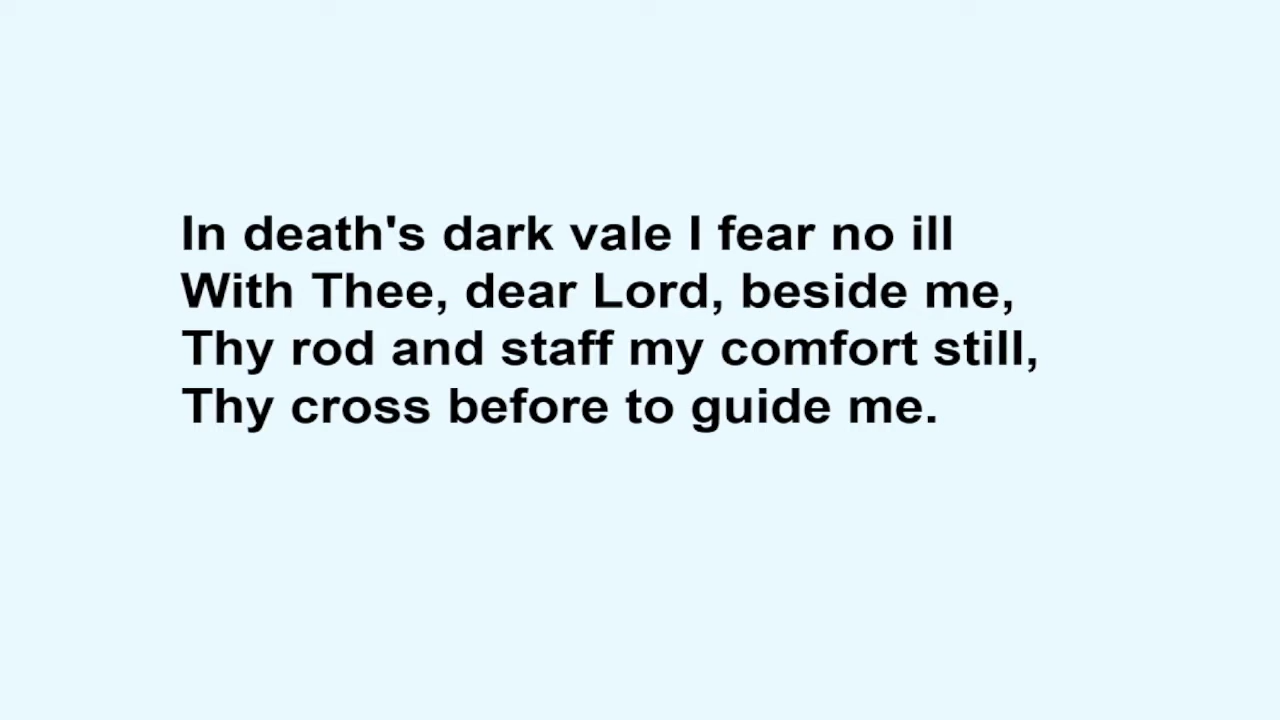 In death's dark vale I fear no ill
With Thee, dear Lord, beside me,
Thy rod and staff my comfort still,
Thy cross before to guide me.